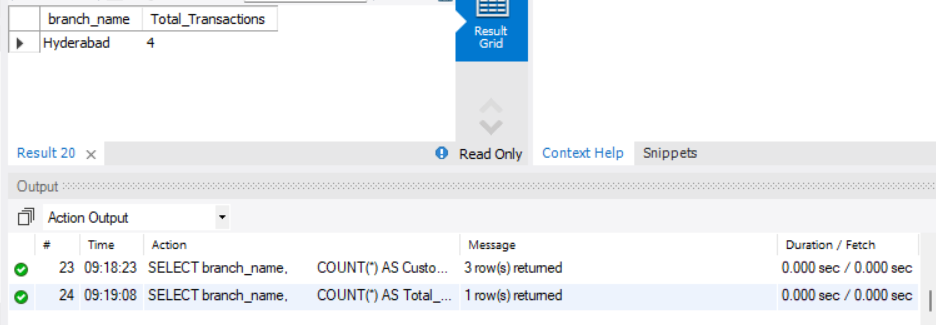 branch_name Total_Transactions
Hyderabad 4
Result
Grid
Result 20 × Read Only Context Help Snippets
Output
Action Output
# Time Action Message Duration / Fetch
23 09:18:23 SELECT branch_name, COUNT(*) AS Custo... 3 row(s) returned 0.000 sec / 0.000 sec
24 09:19:08 SELECT branch_name, COUNT(*) AS Total_... 1 row(s) returned 0.000 sec / 0.000 sec